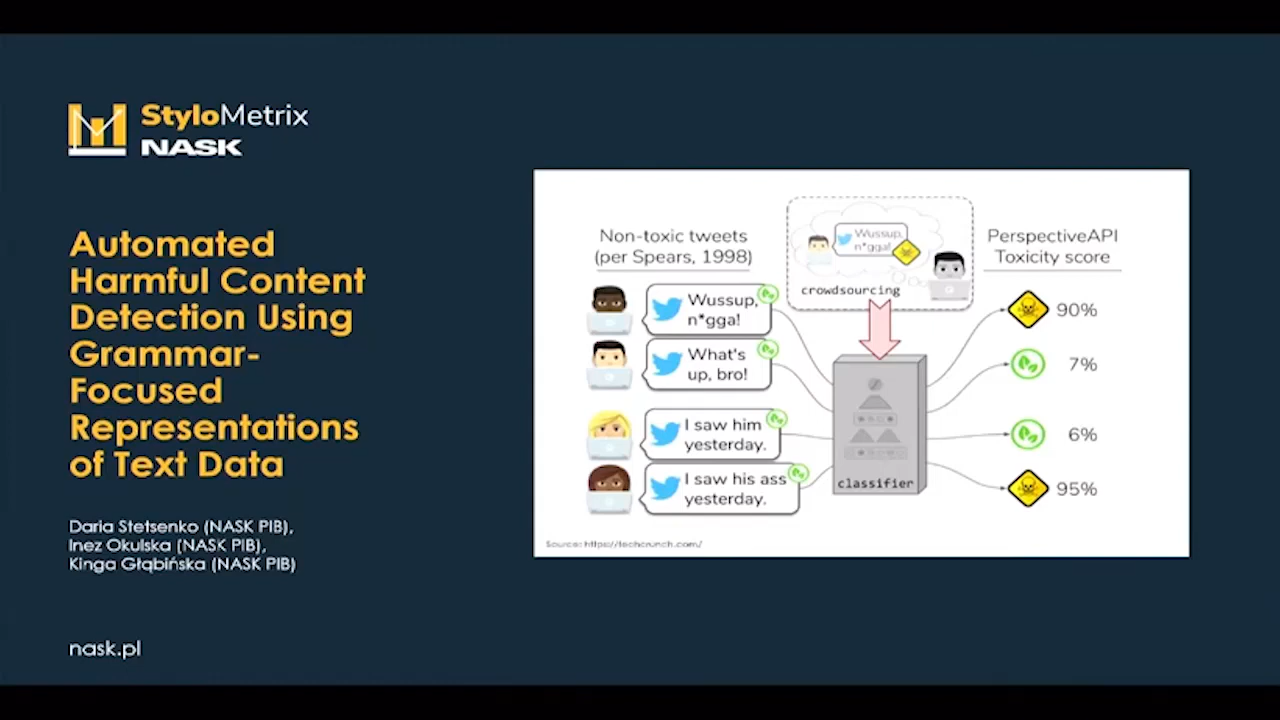 StyloMetrix
NASK
Automated
Harmful Content
Detection Using
Grammar-
Focused
Representations
of Text Data
Daria Stetsenko (NASK PIB),
Inez Okulska (NASK PIB),
Kinga Głąbińska (NASK PIB)
nask.pl
Non-toxic tweets
(per Spears, 1998)
Wussup,
n*gga!
What's
up, bro!
I saw him
yesterday.
I saw his ass
yesterday.
Wussup,
n*gga!
crowdsourcing
classifier
PerspectiveAPI
Toxicity score
90%
7%
6%
95%
Source: https://techcrunch.com/